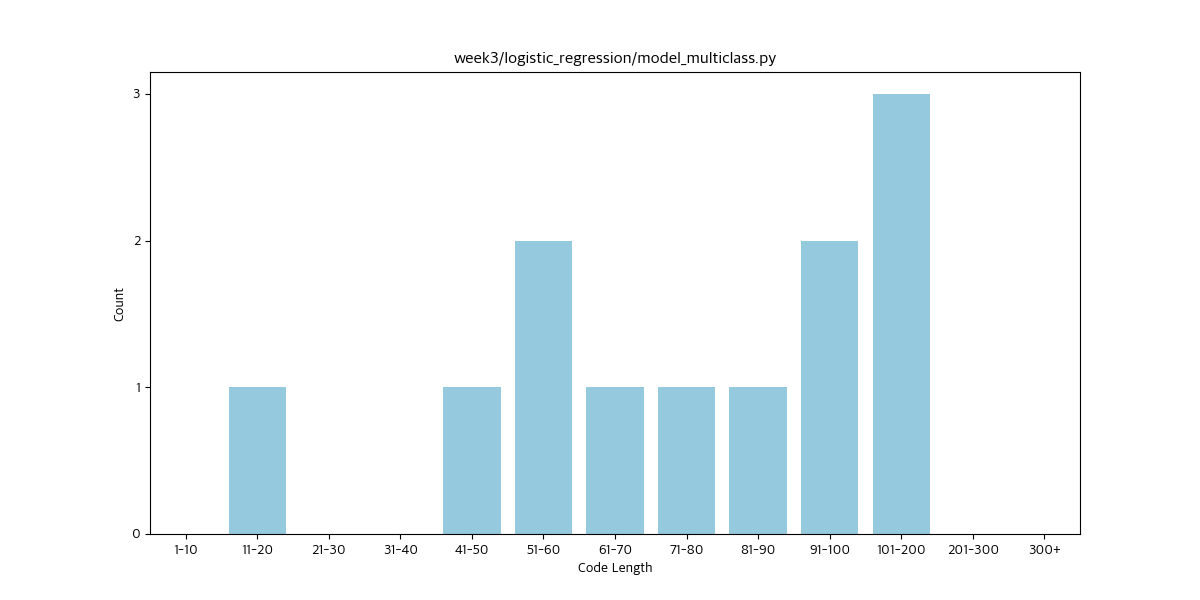 week3/logistic_regression/model_multiclass.py
Count
3
2
1
0
1-10 11-20 21-30 31-40 41-50 51-60 61-70 71-80 81-90 91-100 101-200 201-300 300+
Code Length